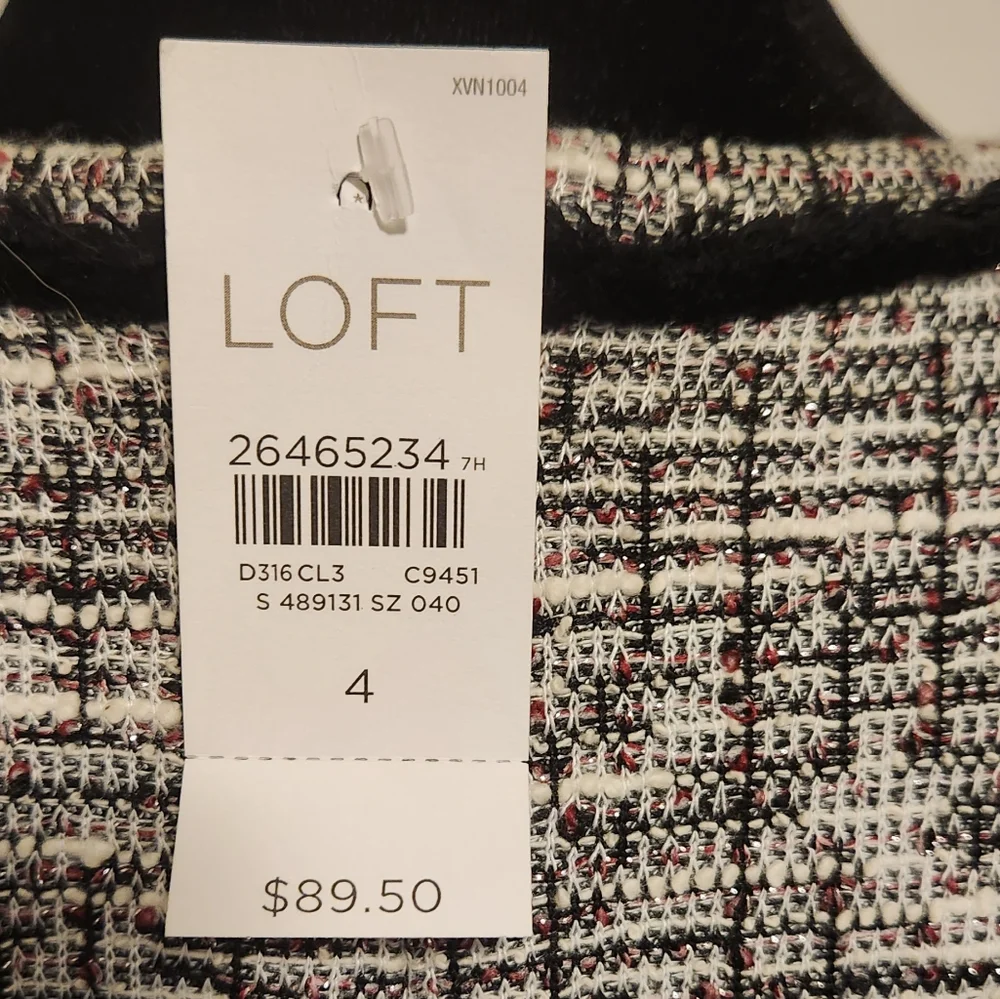 XVN1004
LOFT
26465234 7H
D316 CL3 C9451
S 489131 SZ 040
4
$89.50